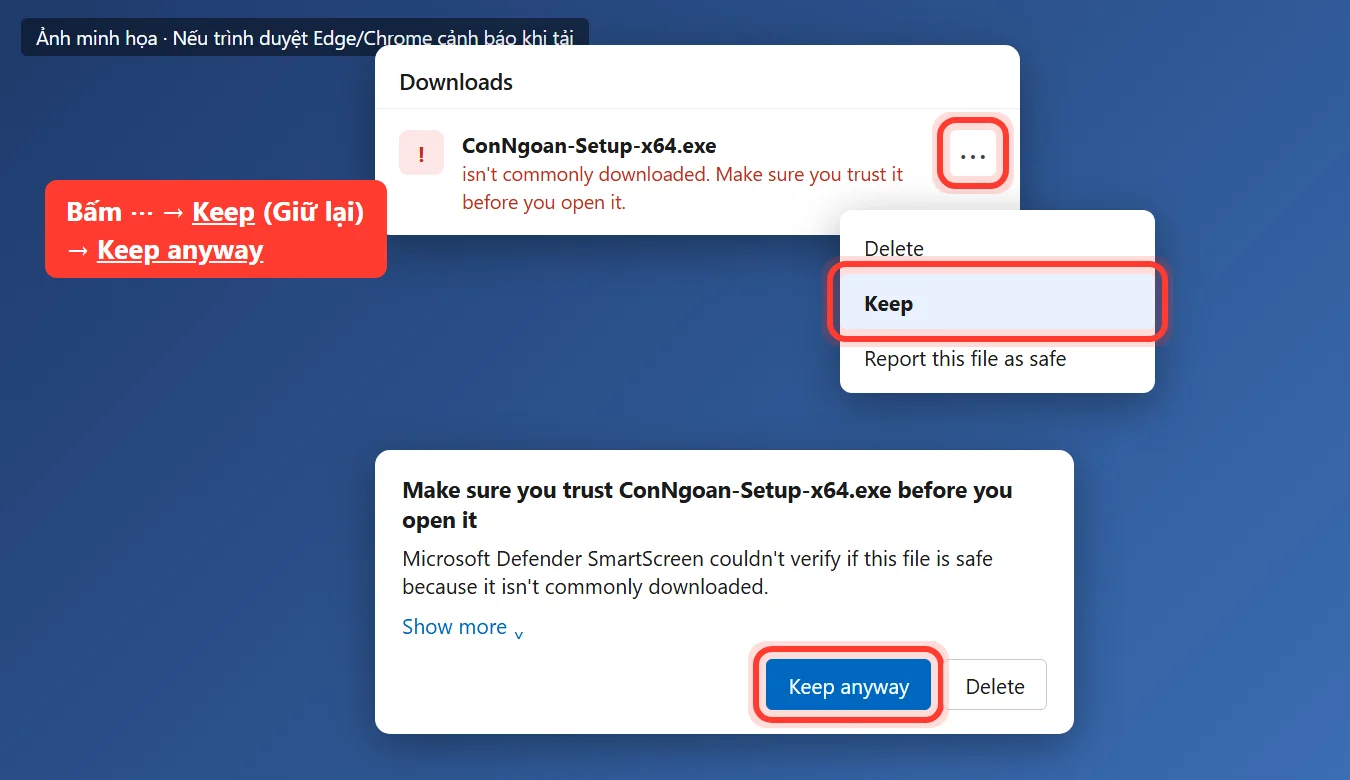 Ảnh minh họa · Nếu trình duyệt Edge/Chrome cảnh báo khi tải
Downloads
!
ConNgoan-Setup-x64.exe
isn't commonly downloaded. Make sure you trust it
before you open it.
...
Bấm ··· → Keep (Giữ lại)
→ Keep anyway
Delete
Keep
Report this file as safe
Make sure you trust ConNgoan-Setup-x64.exe before you
open it
Microsoft Defender SmartScreen couldn't verify if this file is safe
because it isn't commonly downloaded.
Show more
Keep anyway
Delete